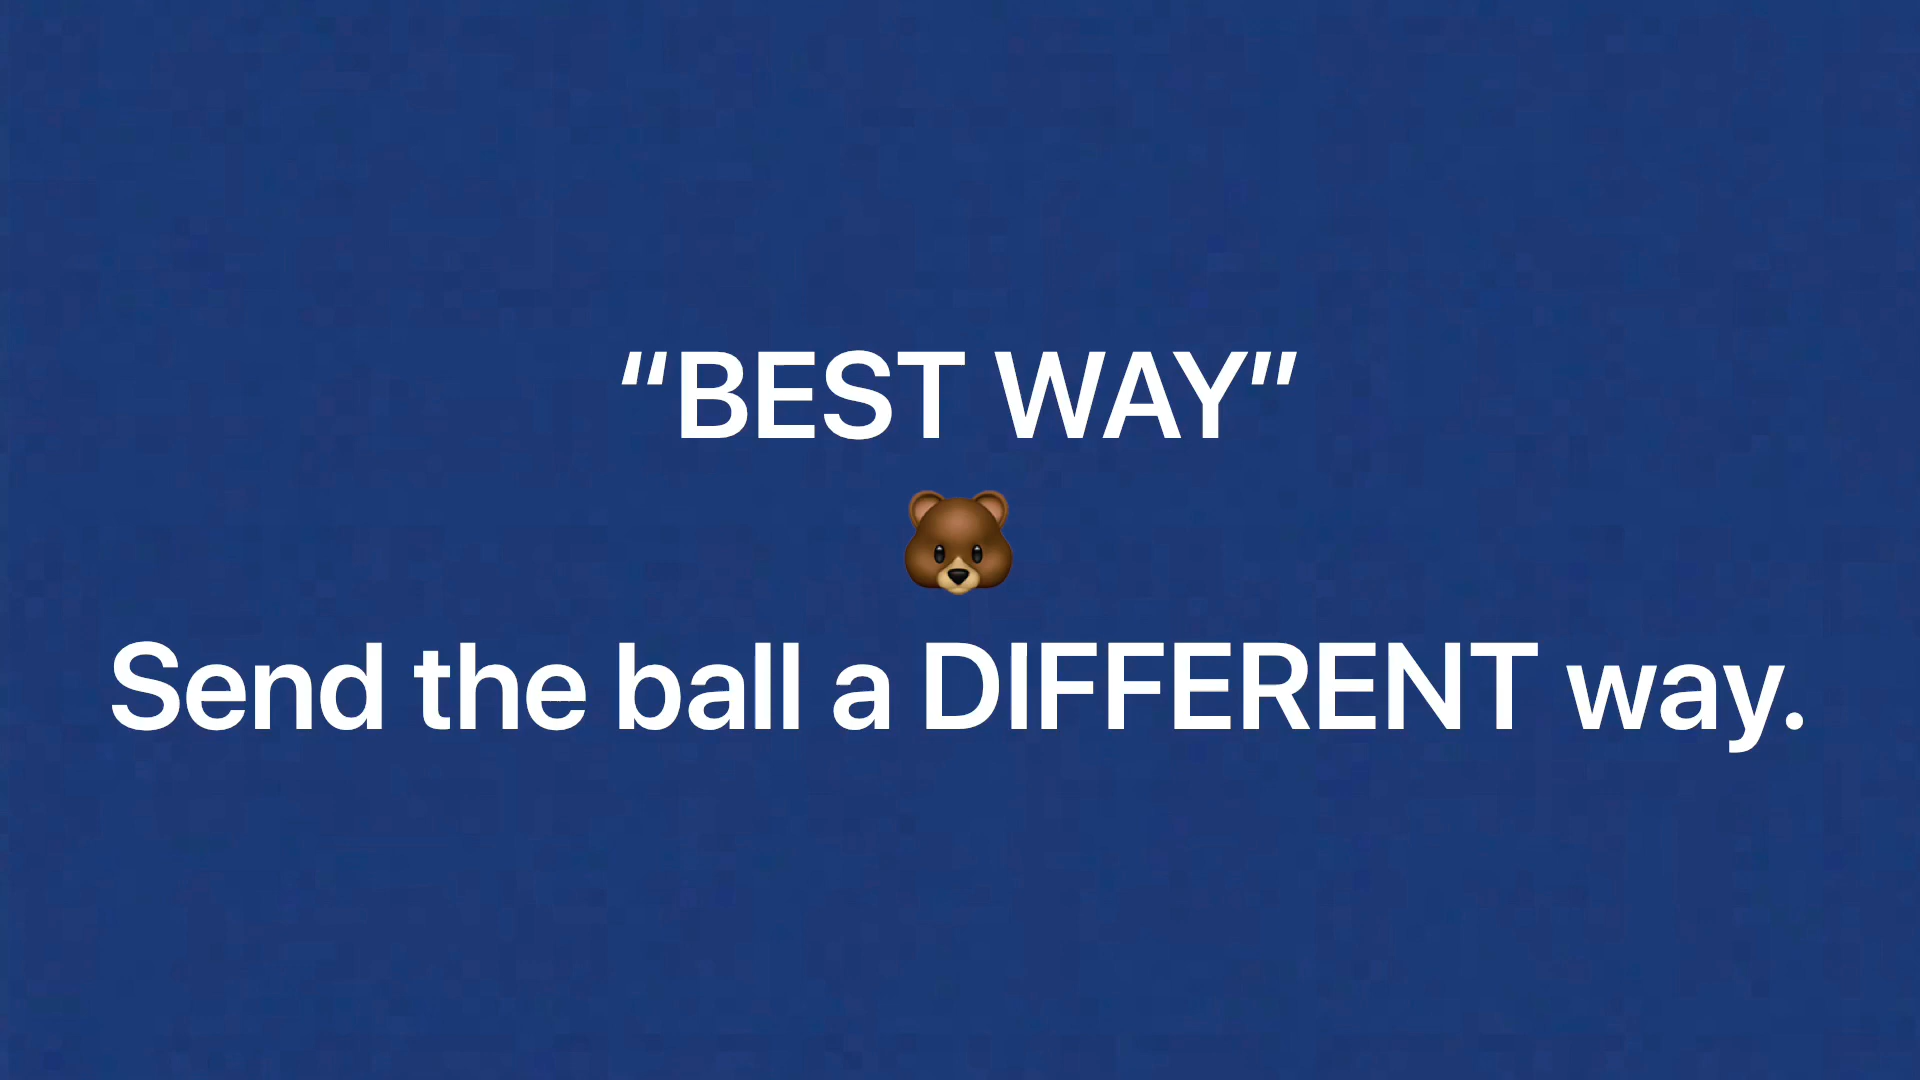 “BEST WAY”
🐻
Send the ball a DIFFERENT way.